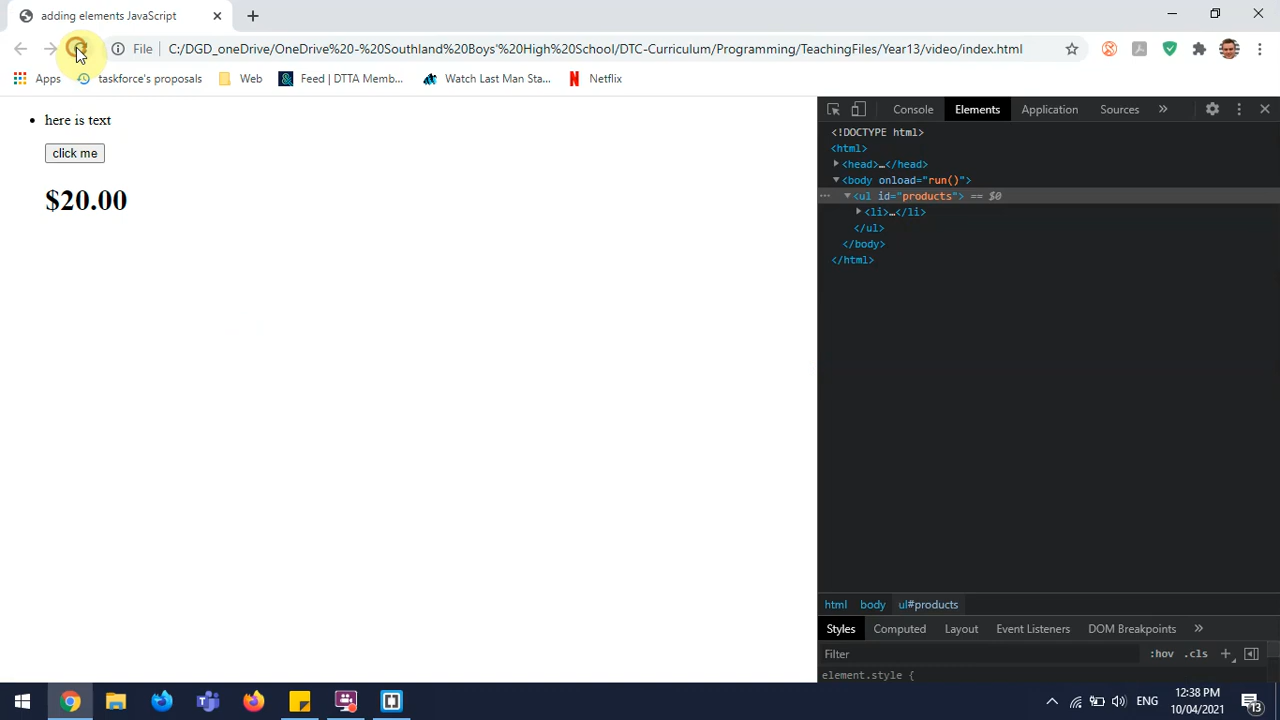 adding elements JavaScript
File
C:/DGD_oneDrive/OneDrive%20-%20Southland%20Boys'%20High%20School/DTC-Curriculum/Programming/TeachingFiles/Year13/video/index.html
Apps
taskforce's proposals
Web
Feed | DTTA Memb...
Watch Last Man Sta...
Netflix
here is text
click me
$20.00
Console
Elements
Application
Sources
<!DOCTYPE html>
<html>
<head>…</head>
<body onload="run()">
<ul id="products"> == $0
<li>…</li>
</ul>
</body>
</html>
html
body
ul#products
Styles
Computed
Layout
Event Listeners
DOM Breakpoints
Filter
:hov
.cls
element.style {
ENG
12:38 PM
10/04/2021
13